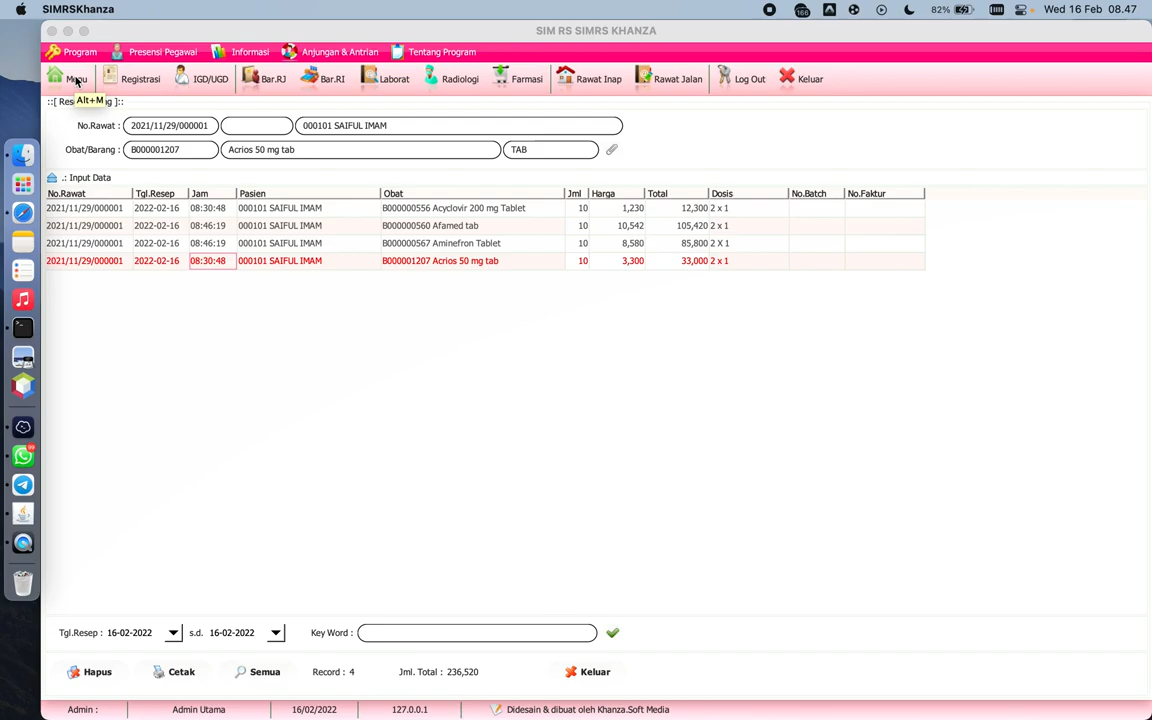 SIMRSKhanza 166 82% Wed 16 Feb 08.47
SIM RS SIMRS KHANZA
Program Presensi Pegawai Informasi Anjungan & Antrian Tentang Program
Menu Registrasi IGD/UGD Bar.RJ Bar.RI Laborat Radiologi Farmasi Rawat Inap Rawat Jalan Log Out Keluar
Alt+M
No.Rawat : 2021/11/29/000001 000101 SAIFUL IMAM
Obat/Barang : B000001207 Acrios 50 mg tab TAB
.: Input Data
No.Rawat Tgl.Resep Jam Pasien Obat Jml Harga Total Dosis No.Batch No.Faktur
2021/11/29/000001 2022-02-16 08:30:48 000101 SAIFUL IMAM B000000556 Acyclovir 200 mg Tablet 10 1,230 12,300 2 x 1
2021/11/29/000001 2022-02-16 08:46:19 000101 SAIFUL IMAM B000000560 Afamed tab 10 10,542 105,420 2 x 1
2021/11/29/000001 2022-02-16 08:46:19 000101 SAIFUL IMAM B000000567 Aminefron Tablet 10 8,580 85,800 2 X 1
2021/11/29/000001 2022-02-16 08:30:48 000101 SAIFUL IMAM B000001207 Acrios 50 mg tab 10 3,300 33,000 2 x 1
Tgl.Resep : 16-02-2022 s.d. 16-02-2022 Key Word :
Hapus Cetak Semua Record : 4 Jml. Total : 236,520 Keluar
Admin : Admin Utama 16/02/2022 127.0.0.1 Didesain & dibuat oleh Khanza.Soft Media